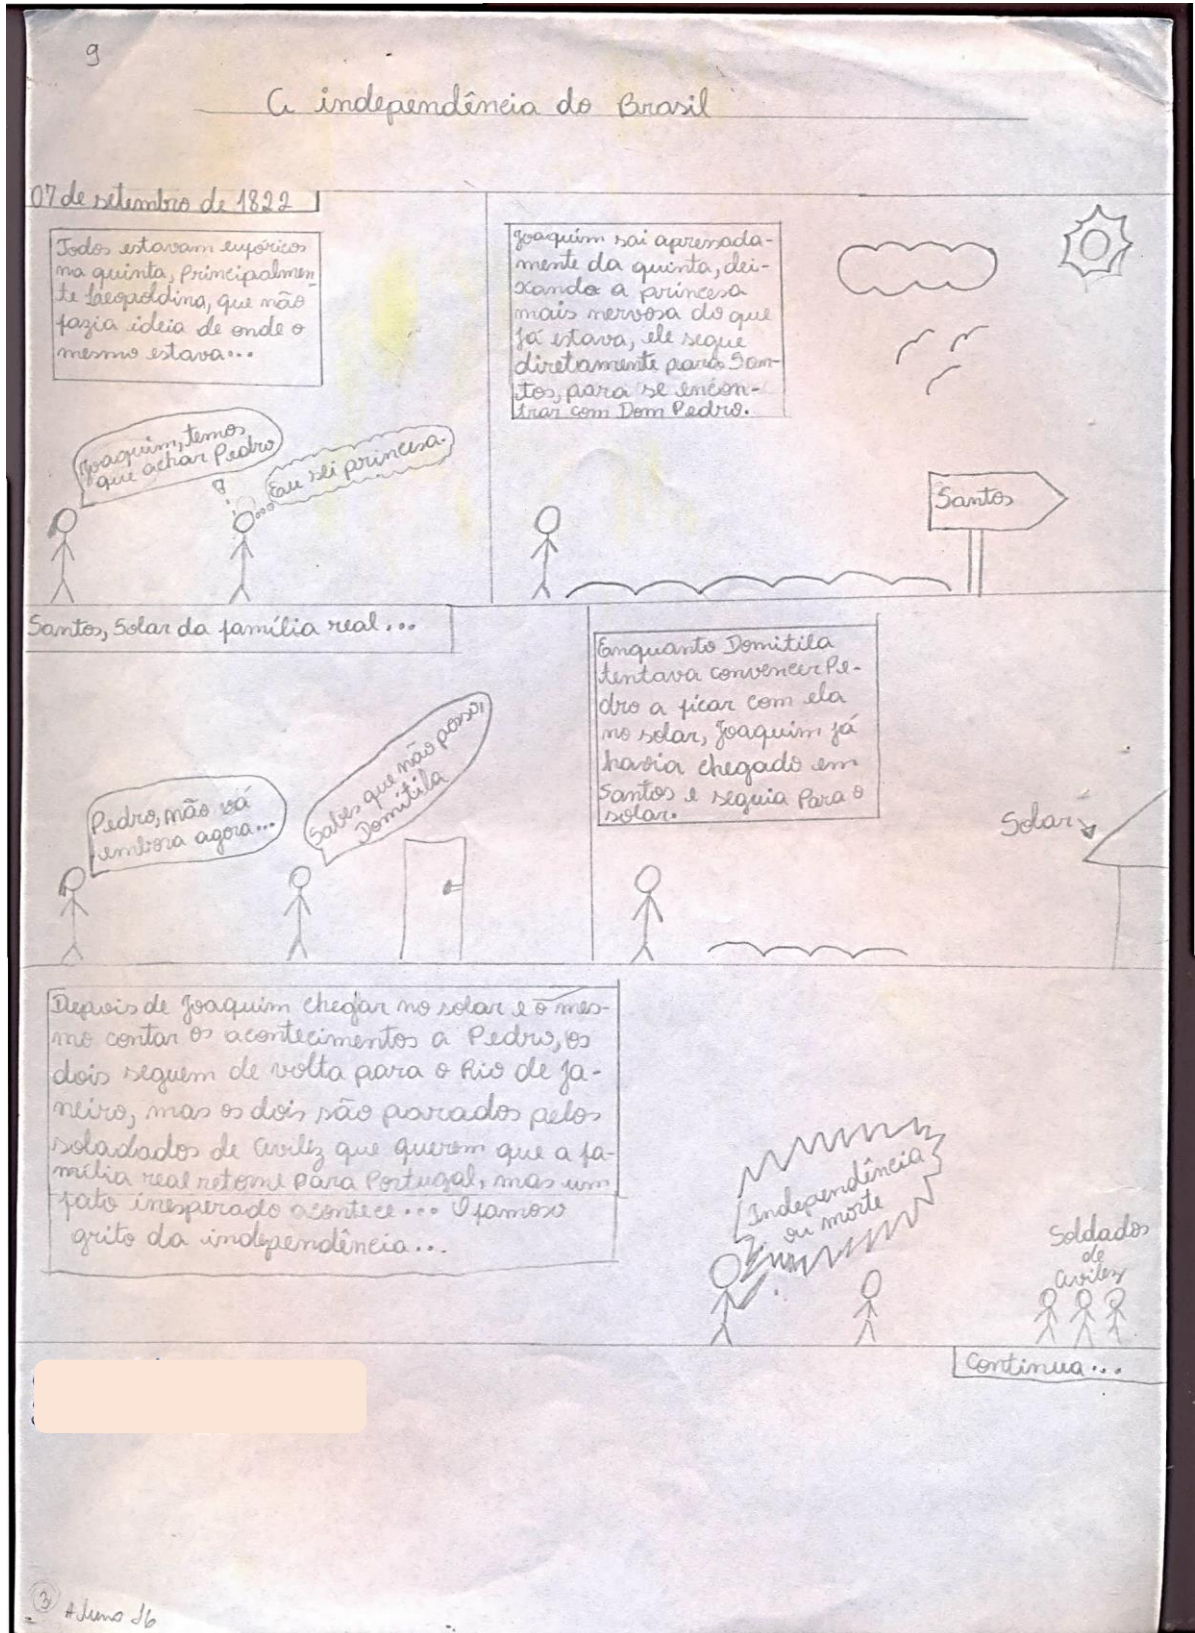 9
A independência do Brasil
07 de setembro de 1822
Todos estavam eufóricos
na quinta, principalmen-
te Leopoldina, que não
fazia ideia de onde o
mesmo estava...
Joaquim, temos
que achar Pedro
Eu sei princesa.
Joaquim sai apressada-
mente da quinta, dei-
xando a princesa
mais nervosa do que
já estava, ele segue
diretamente para San-
tos, para se encon-
trar com Dom Pedro.
Santos
Santos, Solar da família real...
Pedro, não vá
embora agora...
Sabes que não posso,
Domitila
Enquanto Domitila
tentava convencer Pe-
dro a ficar com ela
no solar, Joaquim já
havia chegado em
Santos e seguia para o
solar.
Solar
Depois de Joaquim chegar no solar e o mes-
mo contar os acontecimentos a Pedro, os
dois seguem de volta para o Rio de Ja-
neiro, mas os dois são parados pelos
soladados de Avilez que querem que a fa-
mília real retorne para Portugal, mas um
fato inesperado acontece... O famoso
grito da independência...
Independência
ou morte
Soldados
de
Avilez
Continua...
3
Aluno 16